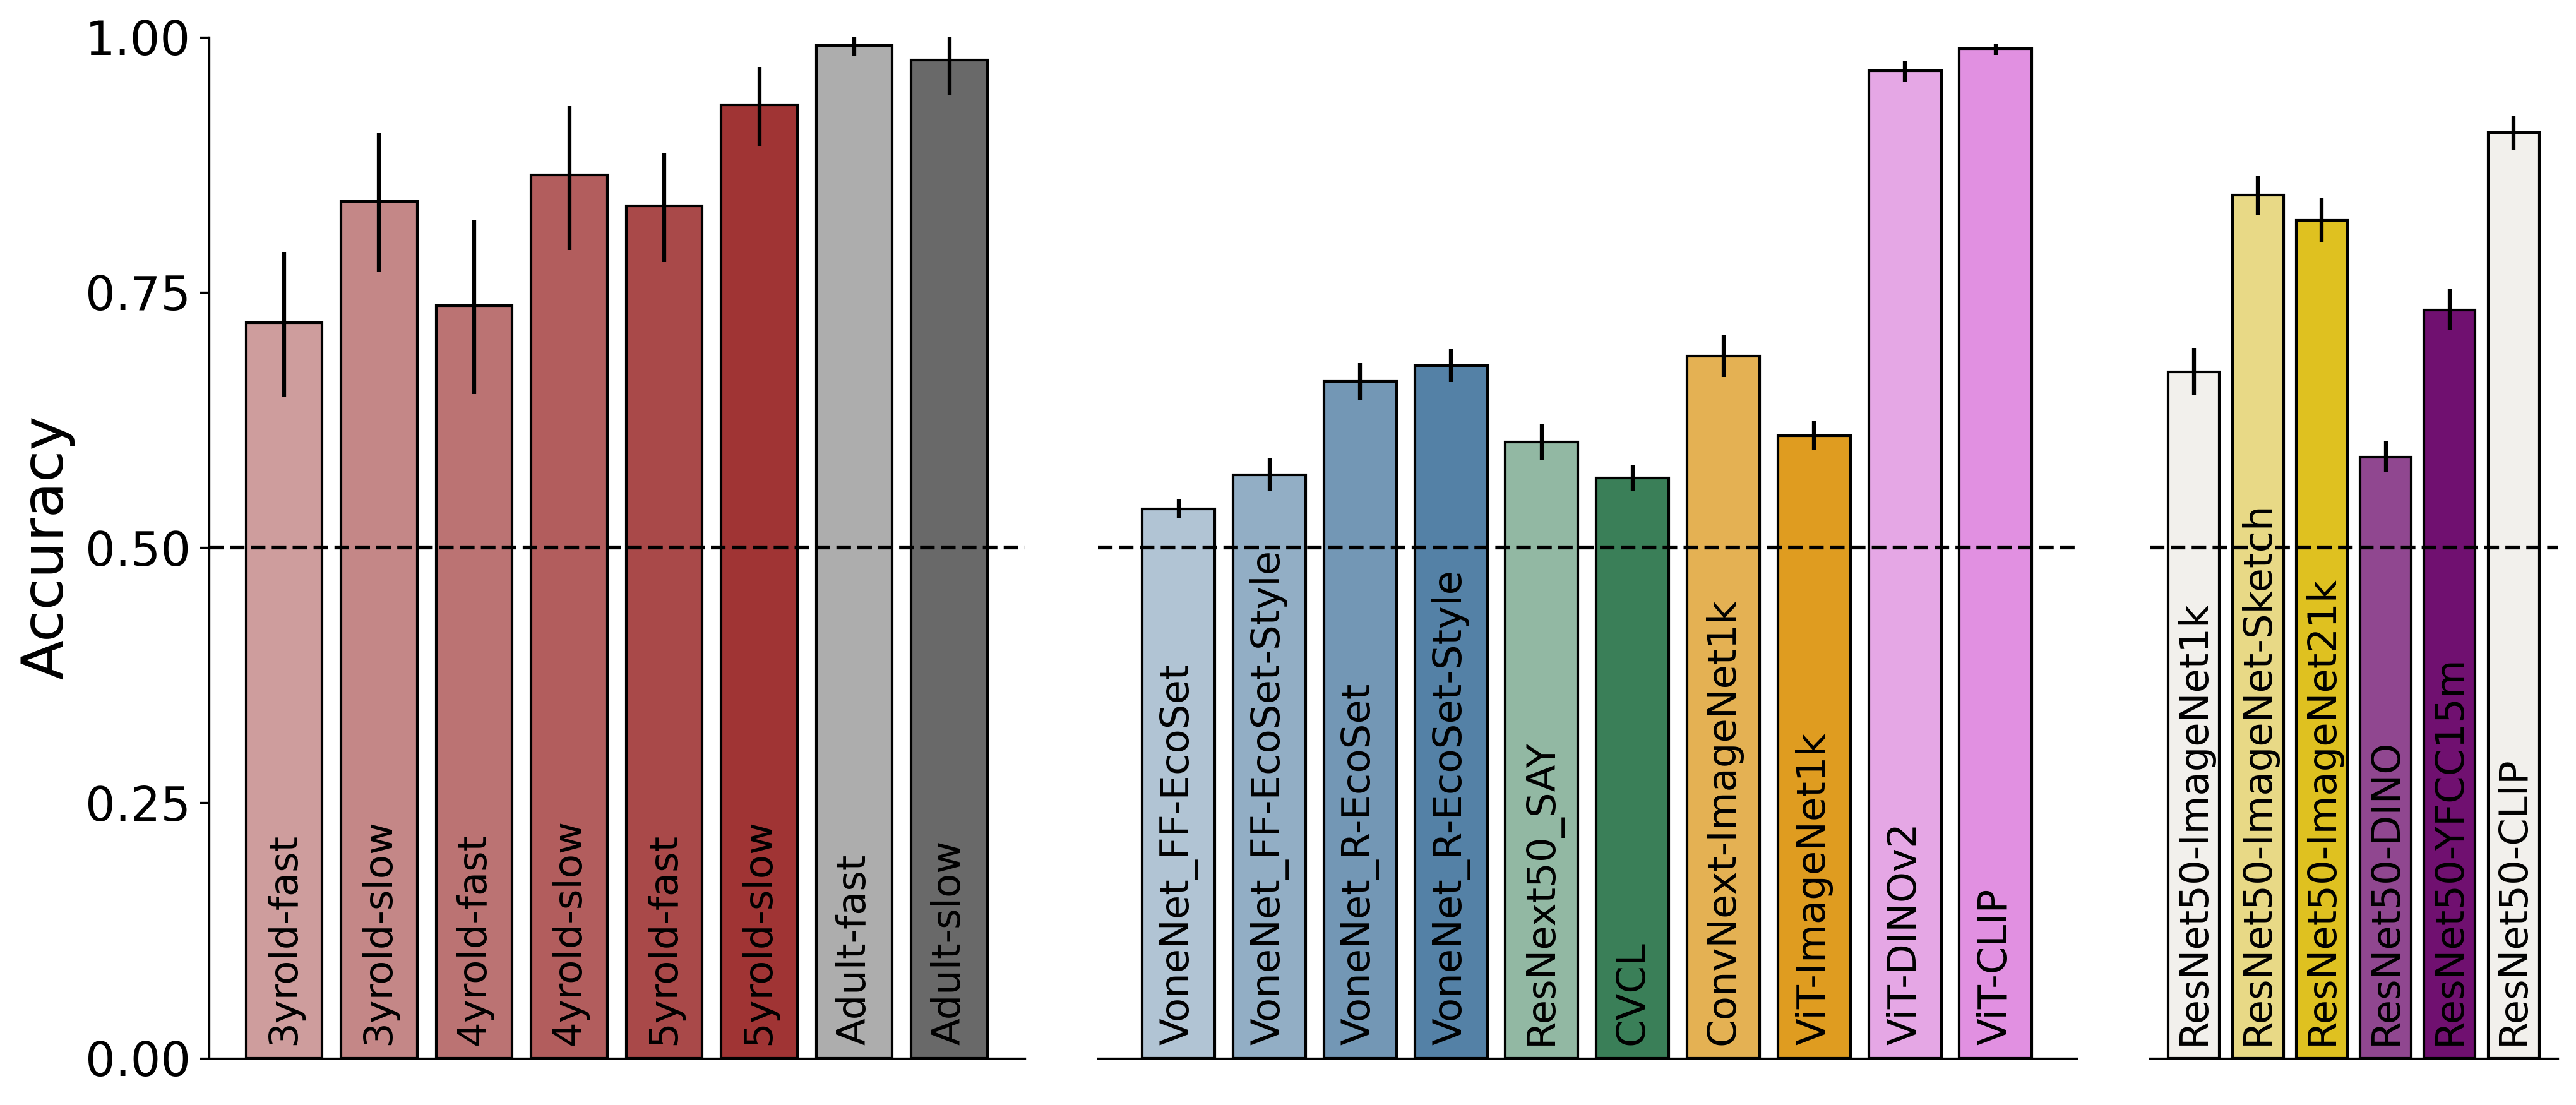 Accuracy
1.00
0.75
0.50
0.25
0.00
3yrold-fast
3yrold-slow
4yrold-fast
4yrold-slow
5yrold-fast
5yrold-slow
Adult-fast
Adult-slow
VoneNet_FF-EcoSet
VoneNet_FF-EcoSet-Style
VoneNet_R-EcoSet
VoneNet_R-EcoSet-Style
ResNext50_SAY
CVCL
ConvNext-ImageNet1k
ViT-ImageNet1k
ViT-DINOv2
ViT-CLIP
ResNet50-ImageNet1k
ResNet50-ImageNet-Sketch
ResNet50-ImageNet21k
ResNet50-DINO
ResNet50-YFCC15m
ResNet50-CLIP